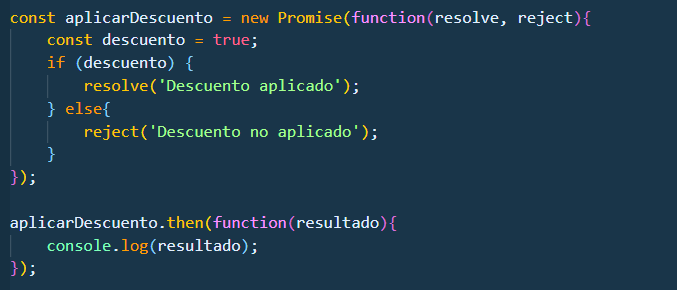 const aplicarDescuento = new Promise(function(resolve, reject){
    const descuento = true;
    if (descuento) {
        resolve('Descuento aplicado');
    } else{
        reject('Descuento no aplicado');
    }
});

aplicarDescuento.then(function(resultado){
    console.log(resultado);
});